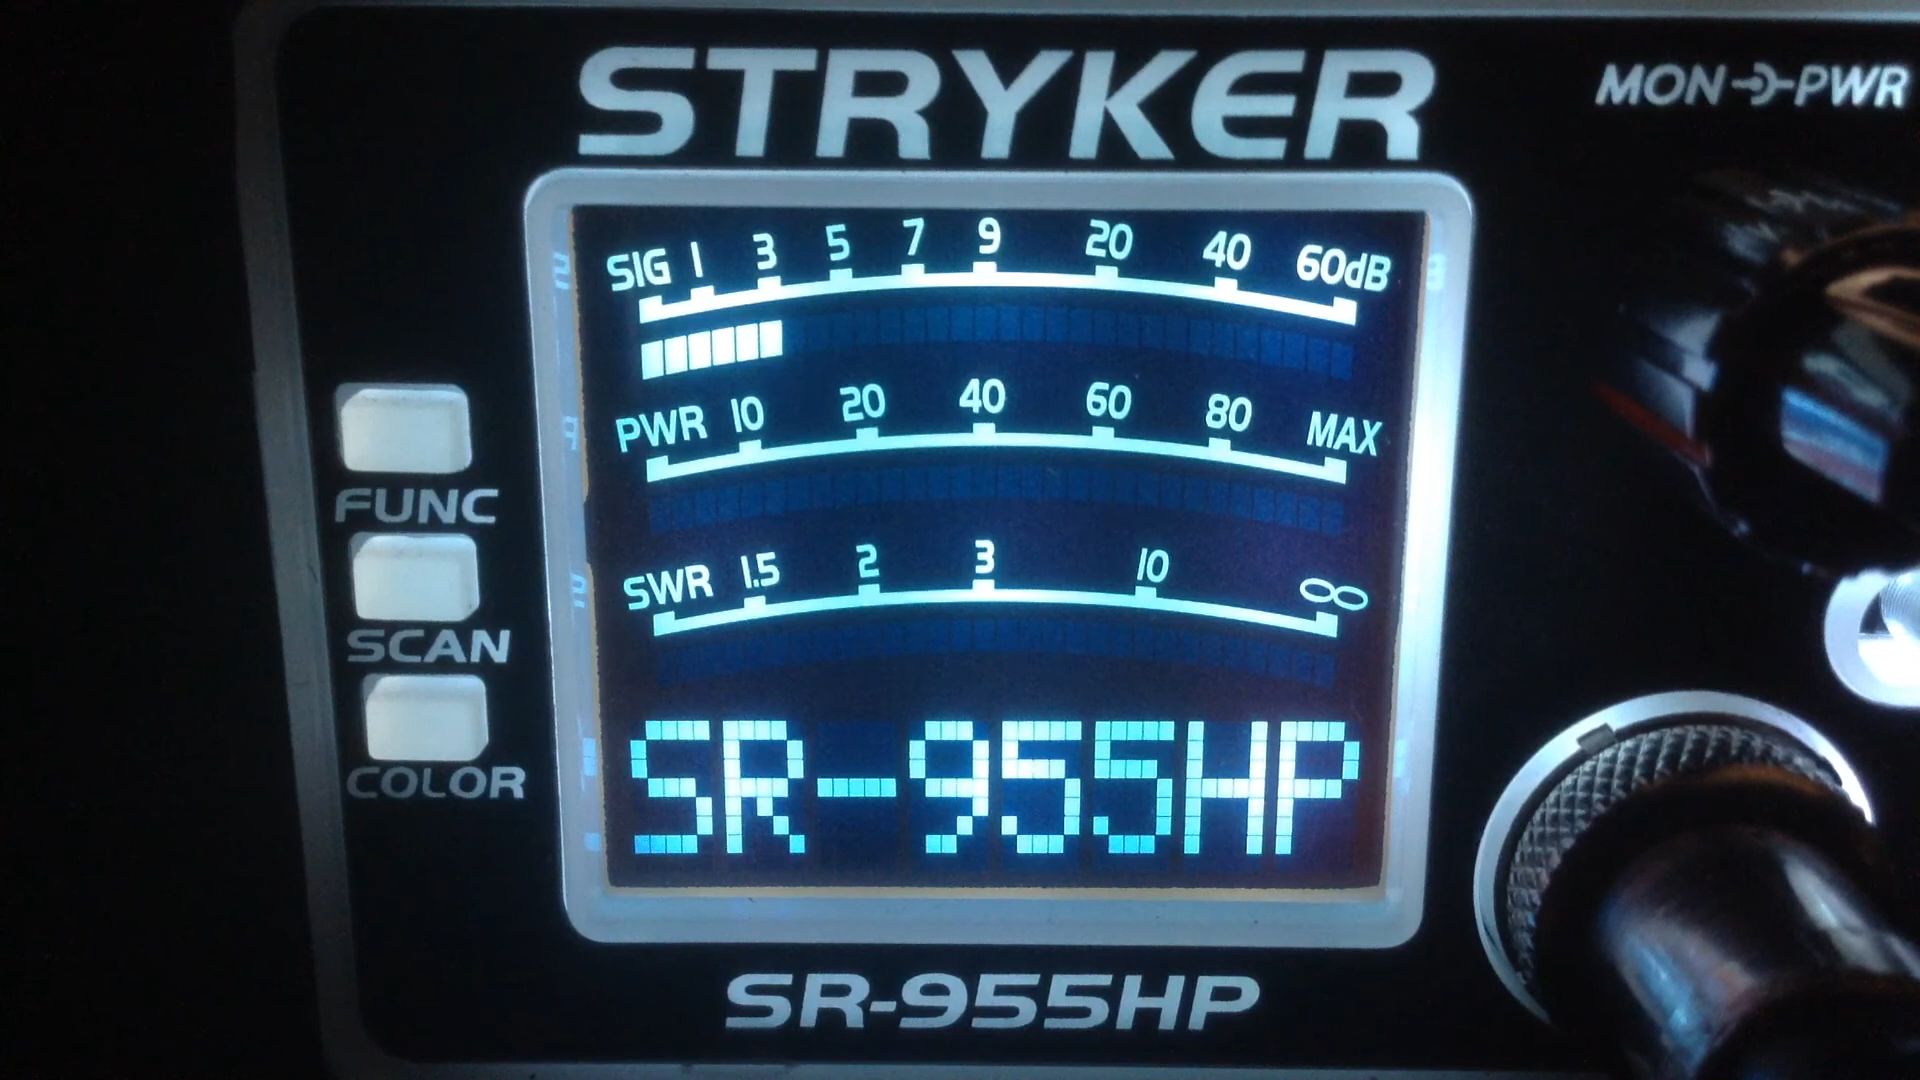 STRYKER
MON PWR
SIG 1 3 5 7 9 20 40 60dB
PWR 10 20 40 60 80 MAX
FUNC
SWR 1.5 2 3 10 ∞
SCAN
SR-955HP
COLOR
SR-955HP